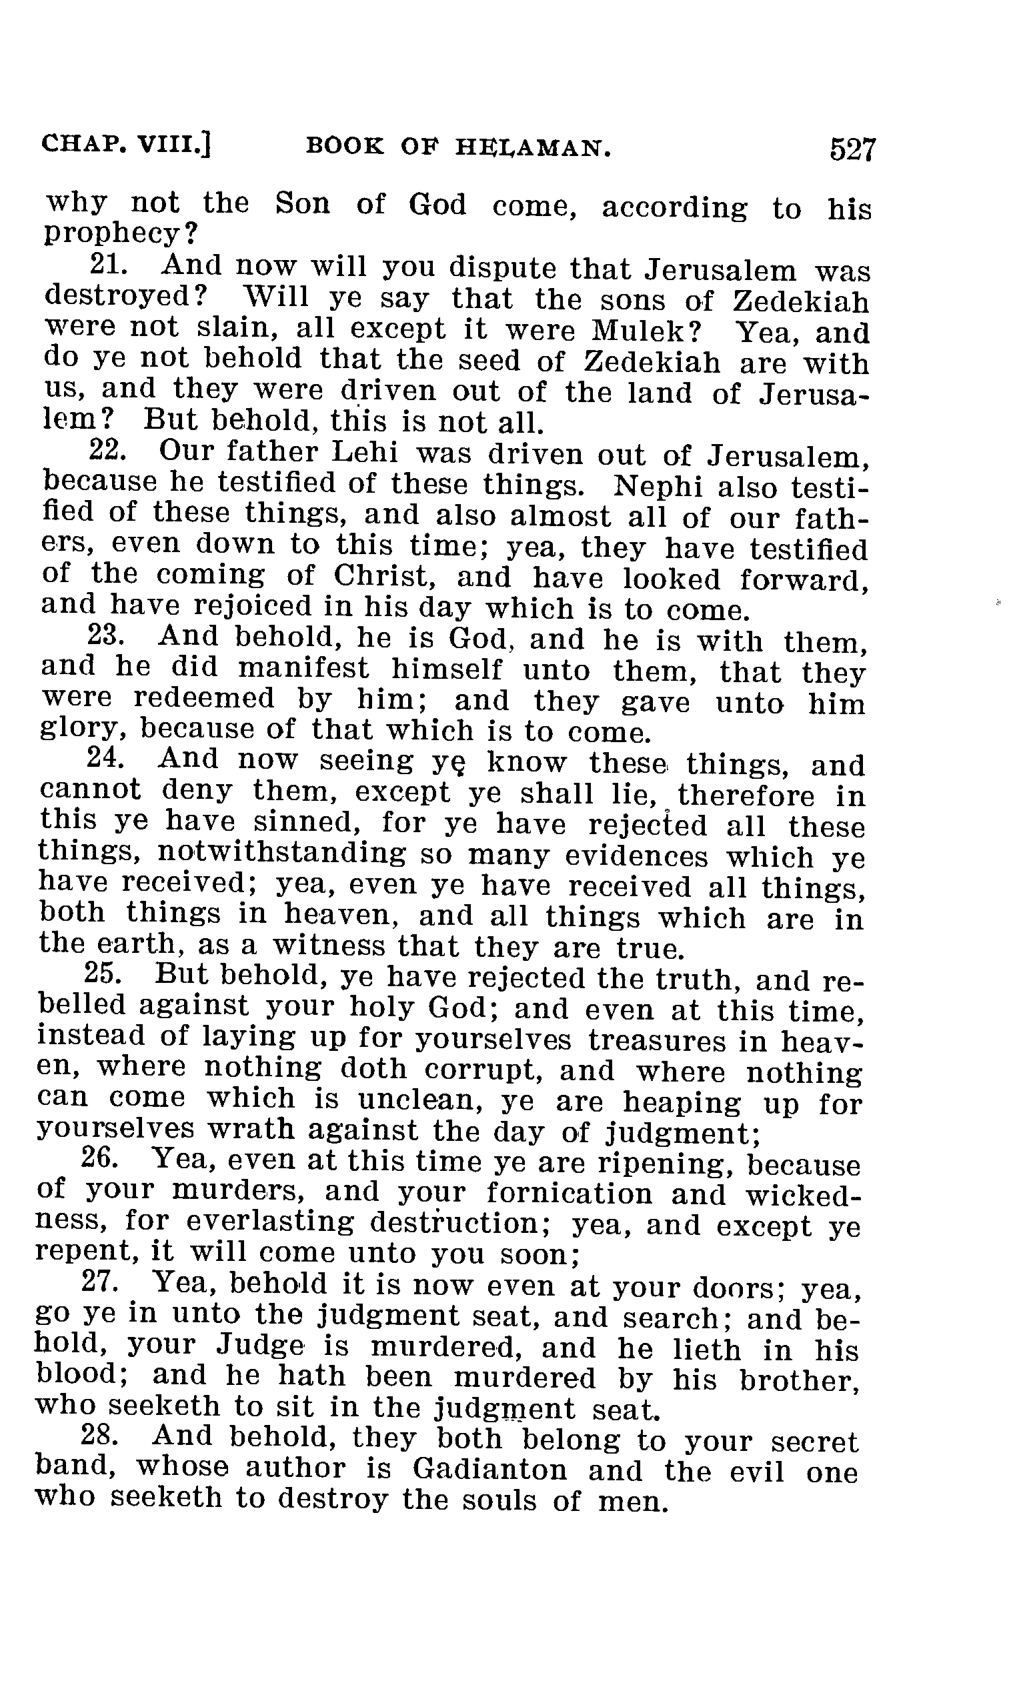 CHAP. VIII.] BOOK OF HELAMAN. 527
why not the Son of God come, according to his
prophecy?
21. And now will you dispute that Jerusalem was
destroyed? Will ye say that the sons of Zedekiah
were not slain, all except it were Mulek? Yea, and
do ye not behold that the seed of Zedekiah are with
us, and they were driven out of the land of Jerusa-
lem? But behold, this is not all.
22. Our father Lehi was driven out of Jerusalem,
because he testified of these things. Nephi also testi-
fied of these things, and also almost all of our fath-
ers, even down to this time; yea, they have testified
of the coming of Christ, and have looked forward,
and have rejoiced in his day which is to come.
23. And behold, he is God, and he is with them,
and he did manifest himself unto them, that they
were redeemed by him; and they gave unto him
glory, because of that which is to come.
24. And now seeing ye know these things, and
cannot deny them, except ye shall lie, therefore in
this ye have sinned, for ye have rejected all these
things, notwithstanding so many evidences which ye
have received; yea, even ye have received all things,
both things in heaven, and all things which are in
the earth, as a witness that they are true.
25. But behold, ye have rejected the truth, and re-
belled against your holy God; and even at this time,
instead of laying up for yourselves treasures in heav-
en, where nothing doth corrupt, and where nothing
can come which is unclean, ye are heaping up for
yourselves wrath against the day of judgment;
26. Yea, even at this time ye are ripening, because
of your murders, and your fornication and wicked-
ness, for everlasting destruction; yea, and except ye
repent, it will come unto you soon;
27. Yea, behold it is now even at your doors; yea,
go ye in unto the judgment seat, and search; and be-
hold, your Judge is murdered, and he lieth in his
blood; and he hath been murdered by his brother,
who seeketh to sit in the judgment seat.
28. And behold, they both belong to your secret
band, whose author is Gadianton and the evil one
who seeketh to destroy the souls of men.